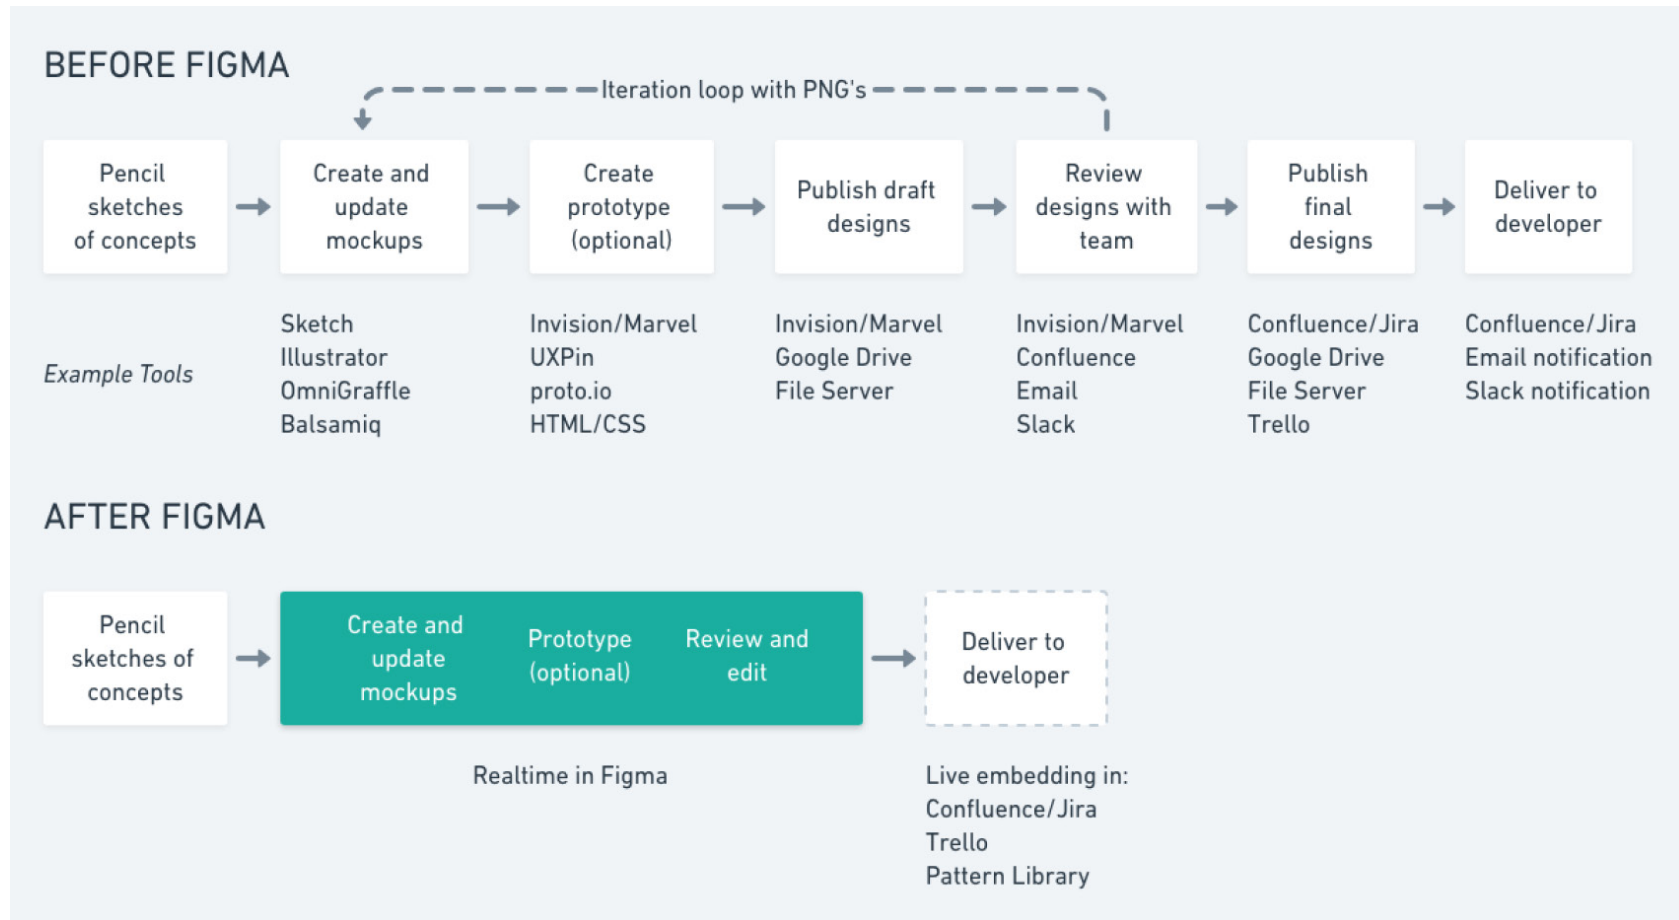 BEFORE FIGMA
Iteration loop with PNG's
Pencil
sketches
of concepts
Create and
update
mockups
Create
prototype
(optional)
Publish draft
designs
Review
designs with
team
Publish
final
designs
Deliver to
developer
Example Tools
Sketch
Illustrator
OmniGraffle
Balsamiq
Invision/Marvel
UXPin
proto.io
HTML/CSS
Invision/Marvel
Google Drive
File Server
Invision/Marvel
Confluence
Email
Slack
Confluence/Jira
Google Drive
File Server
Trello
Confluence/Jira
Email notification
Slack notification
AFTER FIGMA
Pencil
sketches of
concepts
Create and
update
mockups
Prototype
(optional)
Review and
edit
Deliver to
developer
Realtime in Figma
Live embedding in:
Confluence/Jira
Trello
Pattern Library